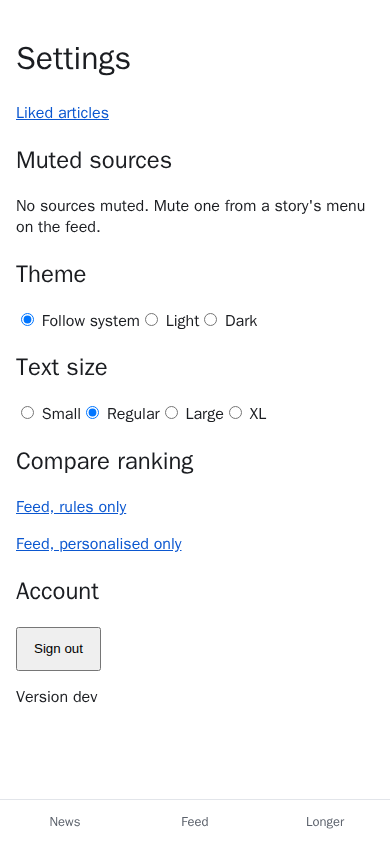 Settings
Liked articles
Muted sources
No sources muted. Mute one from a story's menu
on the feed.
Theme
Follow system Light Dark
Text size
Small Regular Large XL
Compare ranking
Feed, rules only
Feed, personalised only
Account
Sign out
Version dev
News Feed Longer